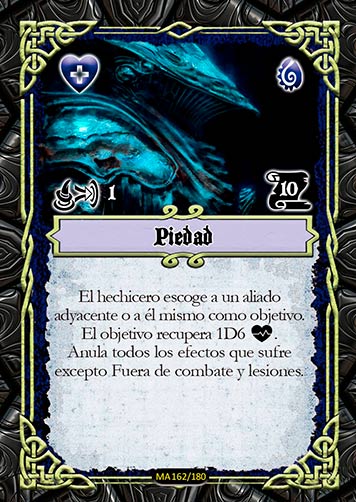 1
10
Piedad
El hechicero escoge a un aliado
adyacente o a él mismo como objetivo.
El objetivo recupera 1D6 .
Anula todos los efectos que sufre
excepto Fuera de combate y lesiones.
MA162/180